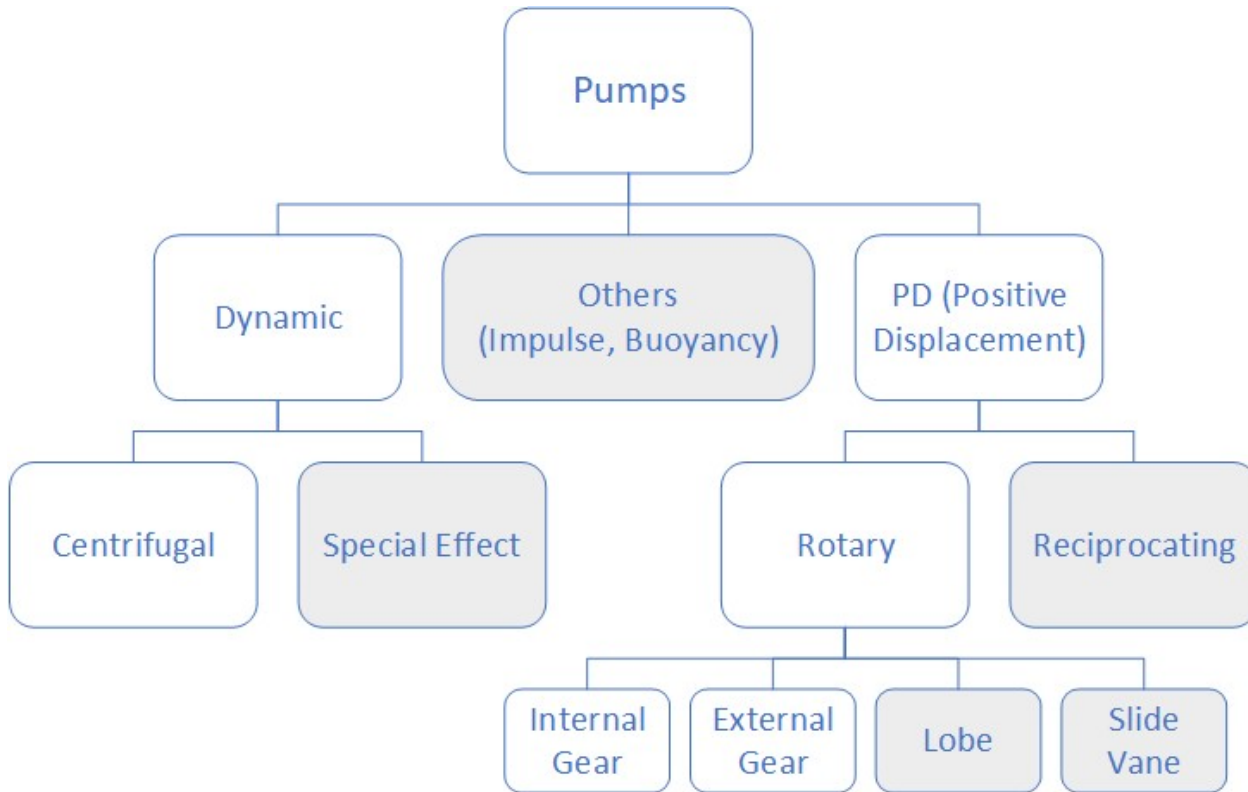 Pumps
Dynamic
Others
(Impulse, Buoyancy)
PD (Positive
Displacement)
Centrifugal
Special Effect
Rotary
Reciprocating
Internal
Gear
External
Gear
Lobe
Slide
Vane